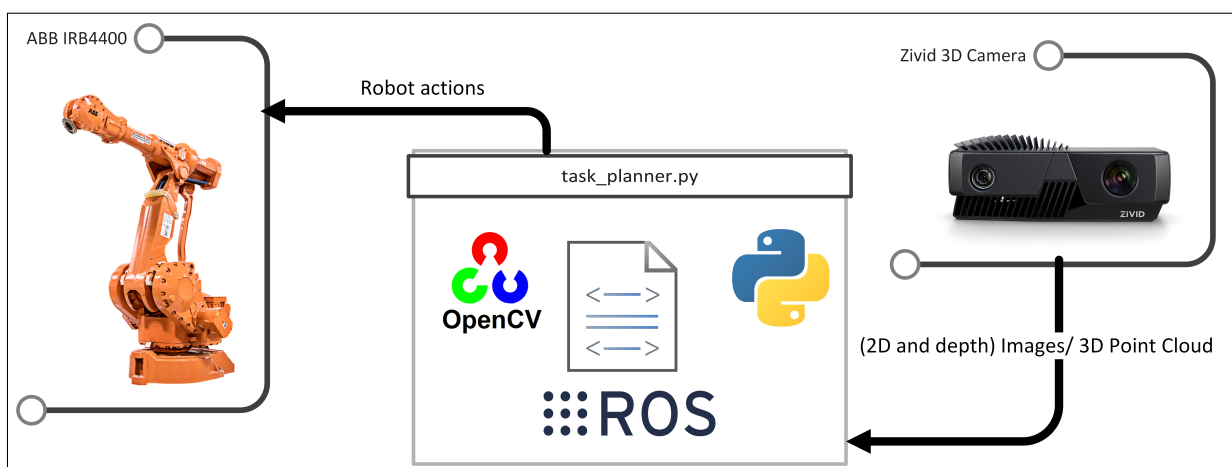 ABB IRB4400
Zivid 3D Camera
Robot actions
ABB
task_planner.py
ZIVID
OpenCV
(2D and depth) Images/ 3D Point Cloud
ROS